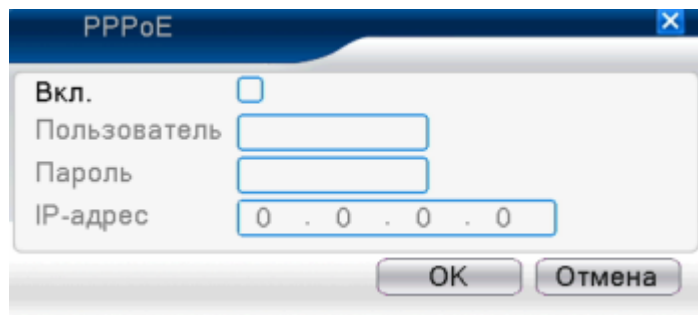 PPPoE
Вкл.
Пользователь
Пароль
IP-адрес 0 . 0 . 0 . 0
OK Отмена